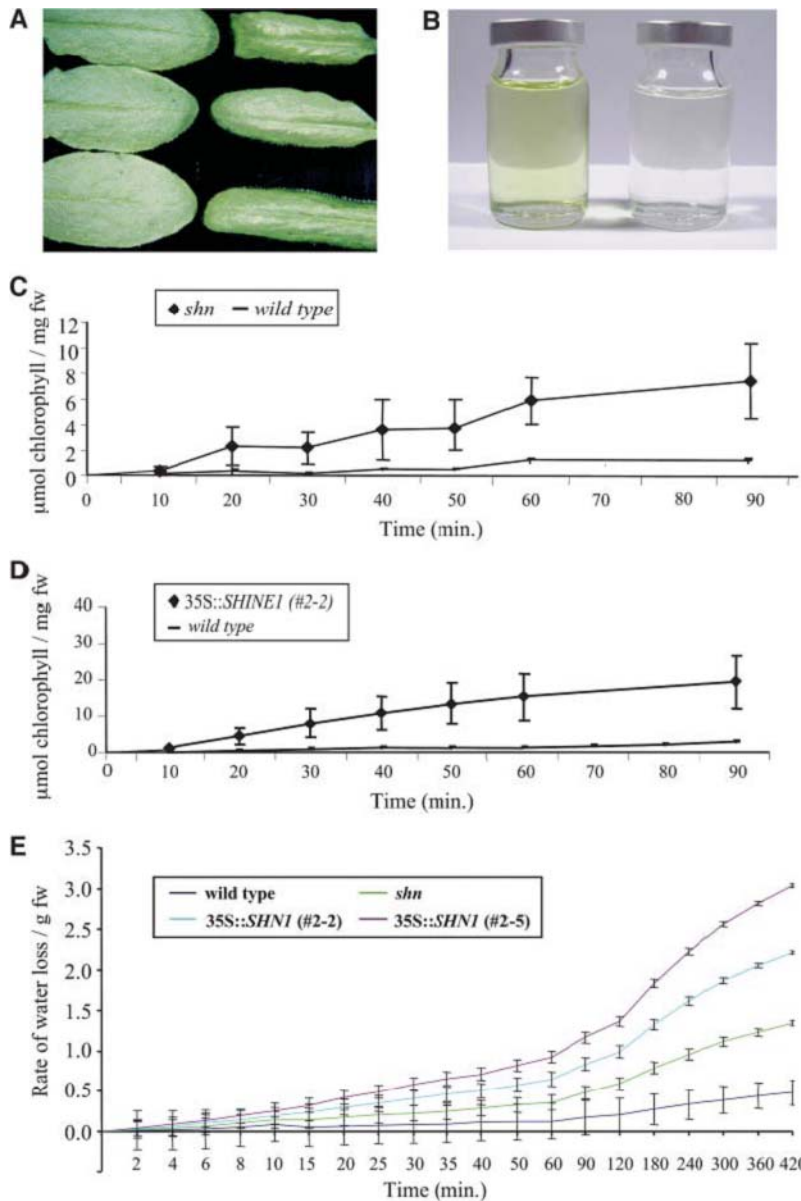 A
B
C
shn wild type
µmol chlorophyll / mg fw
12
10
8
6
4
2
0
0 10 20 30 40 50 60 70 80 90
Time (min.)
D
35S::SHINE1 (#2-2)
wild type
µmol chlorophyll / mg fw
40
30
20
10
0
0 10 20 30 40 50 60 70 80 90
Time (min.)
E
wild type shn
35S::SHN1 (#2-2) 35S::SHN1 (#2-5)
Rate of water loss / g fw
3.5
3.0
2.5
2.0
1.5
1.0
0.5
0.0
2 4 6 8 10 15 20 25 30 35 40 50 60 90 120 180 240 300 360 420
Time (min.)